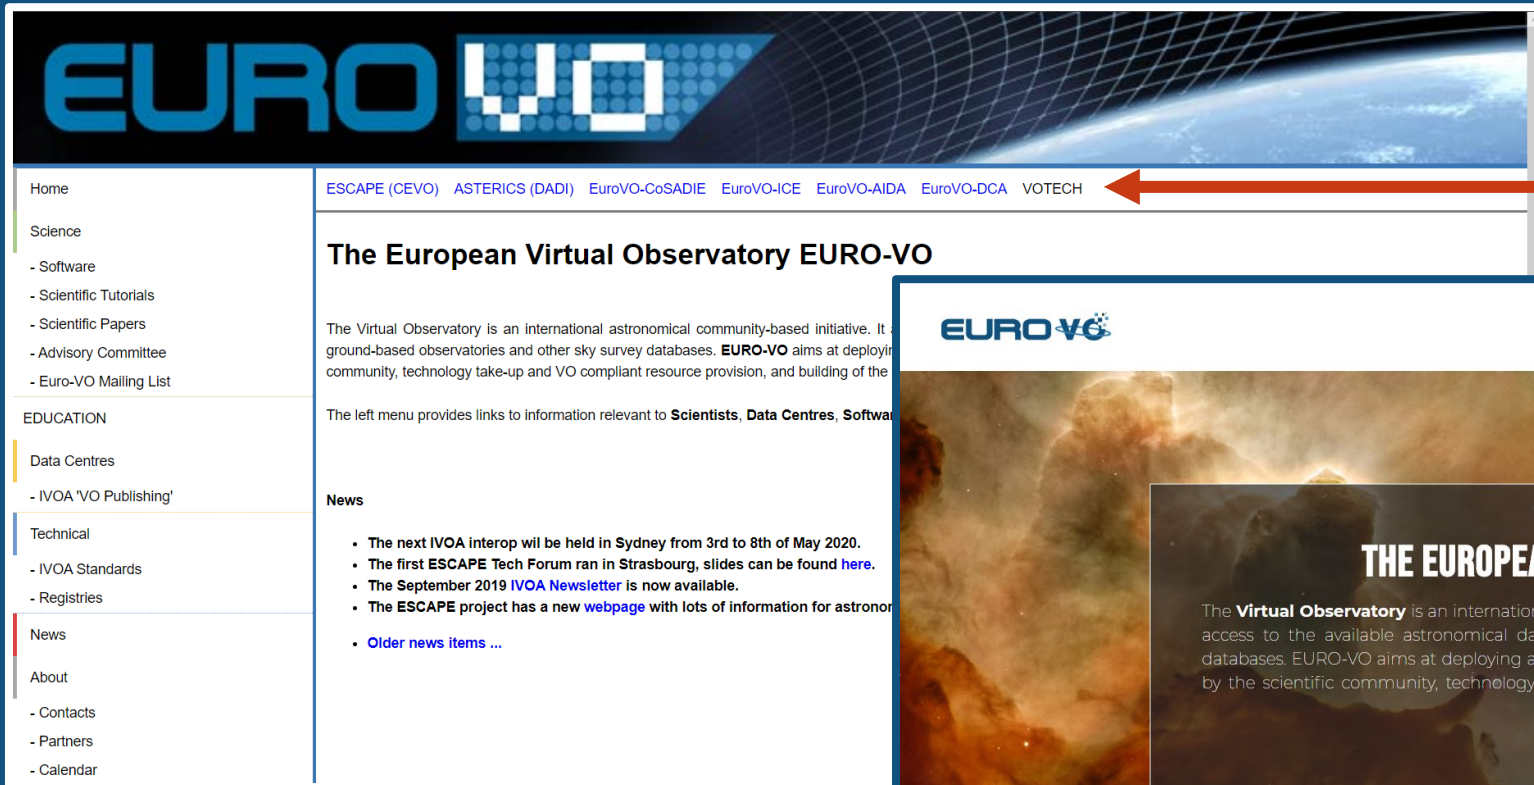 EURO VO
Home
Science
- Software
- Scientific Tutorials
- Scientific Papers
- Advisory Committee
- Euro-VO Mailing List
EDUCATION
Data Centres
- IVOA 'VO Publishing'
Technical
- IVOA Standards
- Registries
News
About
- Contacts
- Partners
- Calendar
ESCAPE (CEVO) ASTERICS (DADI) EuroVO-CoSADIE EuroVO-ICE EuroVO-AIDA EuroVO-DCA VOTECH
The European Virtual Observatory EURO-VO
The Virtual Observatory is an international astronomical community-based initiative. It
ground-based observatories and other sky survey databases. EURO-VO aims at deployin
community, technology take-up and VO compliant resource provision, and building of the
The left menu provides links to information relevant to Scientists, Data Centres, Softwar
News
• The next IVOA interop wil be held in Sydney from 3rd to 8th of May 2020.
• The first ESCAPE Tech Forum ran in Strasbourg, slides can be found here.
• The September 2019 IVOA Newsletter is now available.
• The ESCAPE project has a new webpage with lots of information for astronor
• Older news items ...
EURO VO
THE EUROPEA
The Virtual Observatory is an internation
access to the available astronomical da
databases. EURO-VO aims at deploying a
by the scientific community, technology